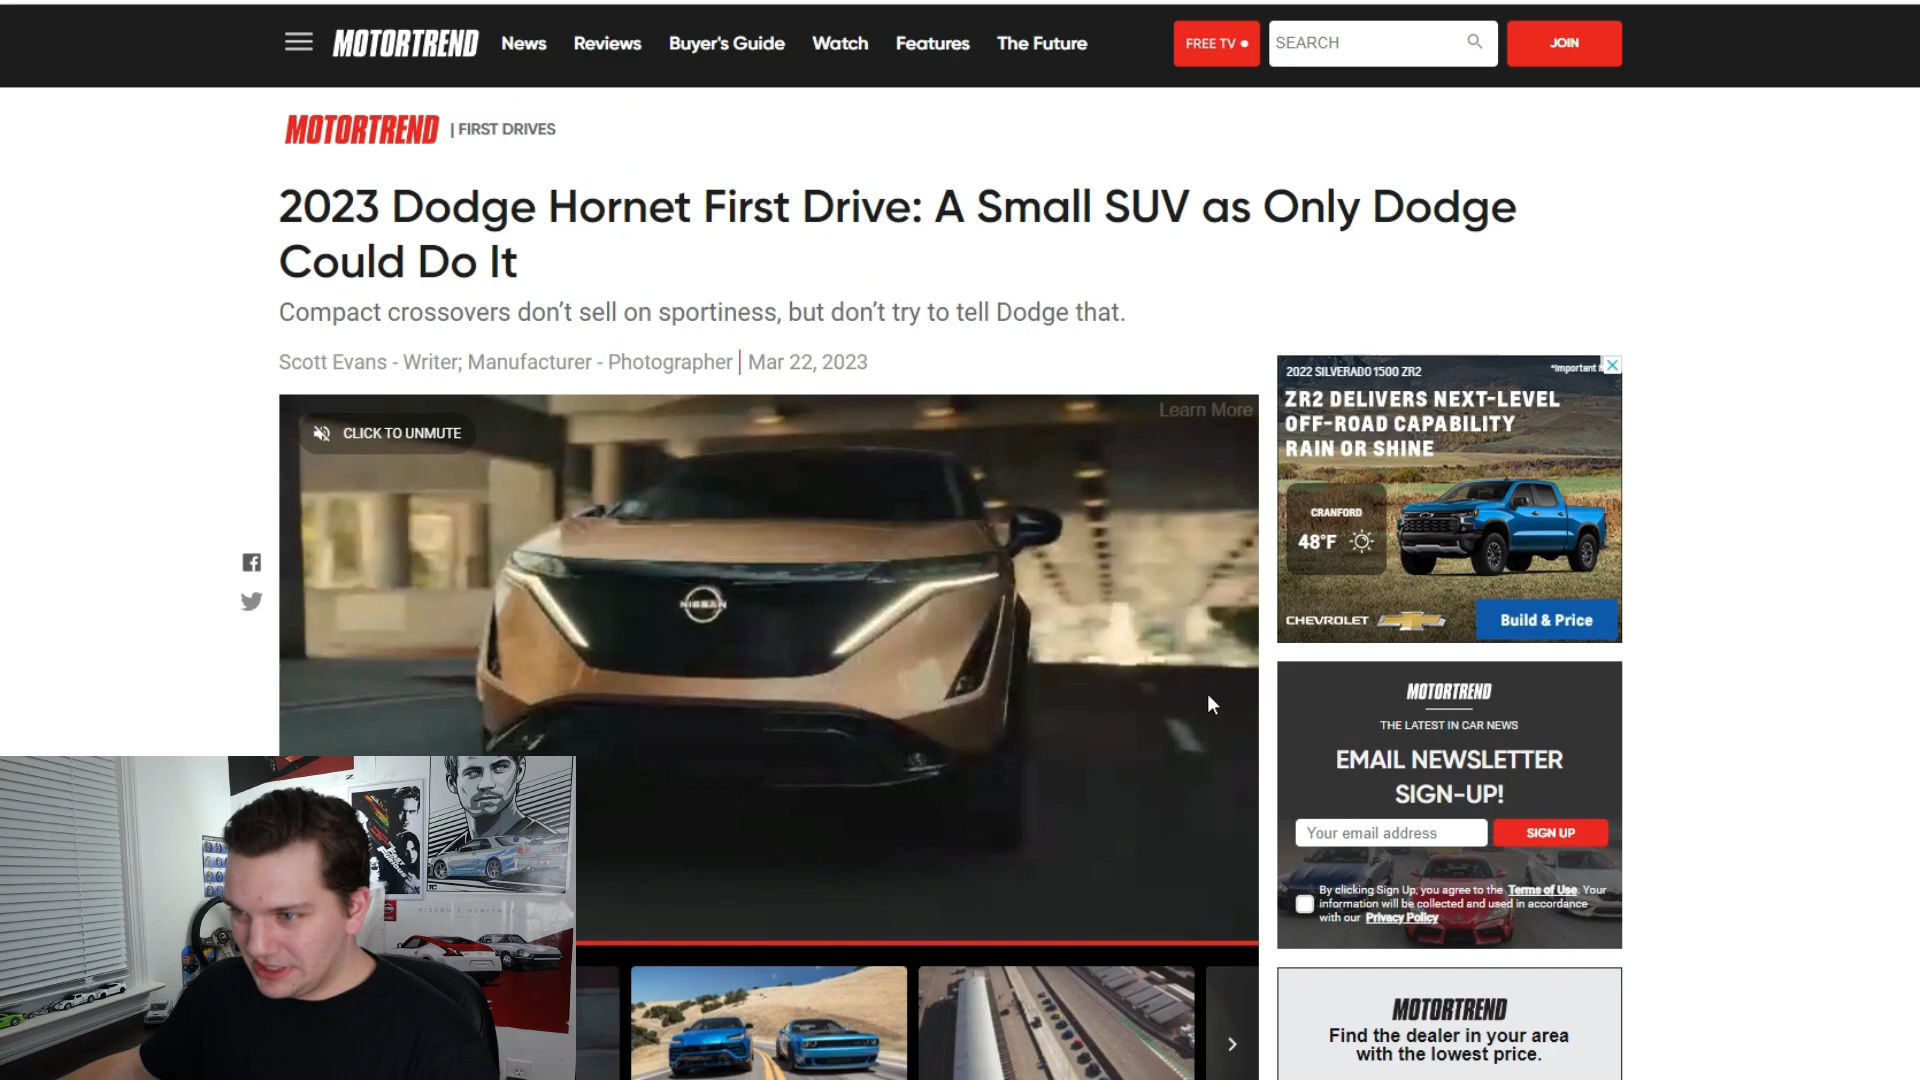 MOTORTREND
News
Reviews
Buyer's Guide
Watch
Features
The Future
FREE TV
SEARCH
JOIN
MOTORTREND | FIRST DRIVES
2023 Dodge Hornet First Drive: A Small SUV as Only Dodge
Could Do It
Compact crossovers don't sell on sportiness, but don't try to tell Dodge that.
Scott Evans - Writer; Manufacturer - Photographer | Mar 22, 2023
CLICK TO UNMUTE
Learn More
NISSAN
2022 SILVERADO 1500 ZR2
*Important
ZR2 DELIVERS NEXT-LEVEL
OFF-ROAD CAPABILITY
RAIN OR SHINE
CRANFORD
48°F
CHEVROLET
Build & Price
MOTORTREND
THE LATEST IN CAR NEWS
EMAIL NEWSLETTER
SIGN-UP!
Your email address
SIGN UP
By clicking Sign Up, you agree to the Terms of Use. Your
information will be collected and used in accordance
with our Privacy Policy
MOTORTREND
Find the dealer in your area
with the lowest price.